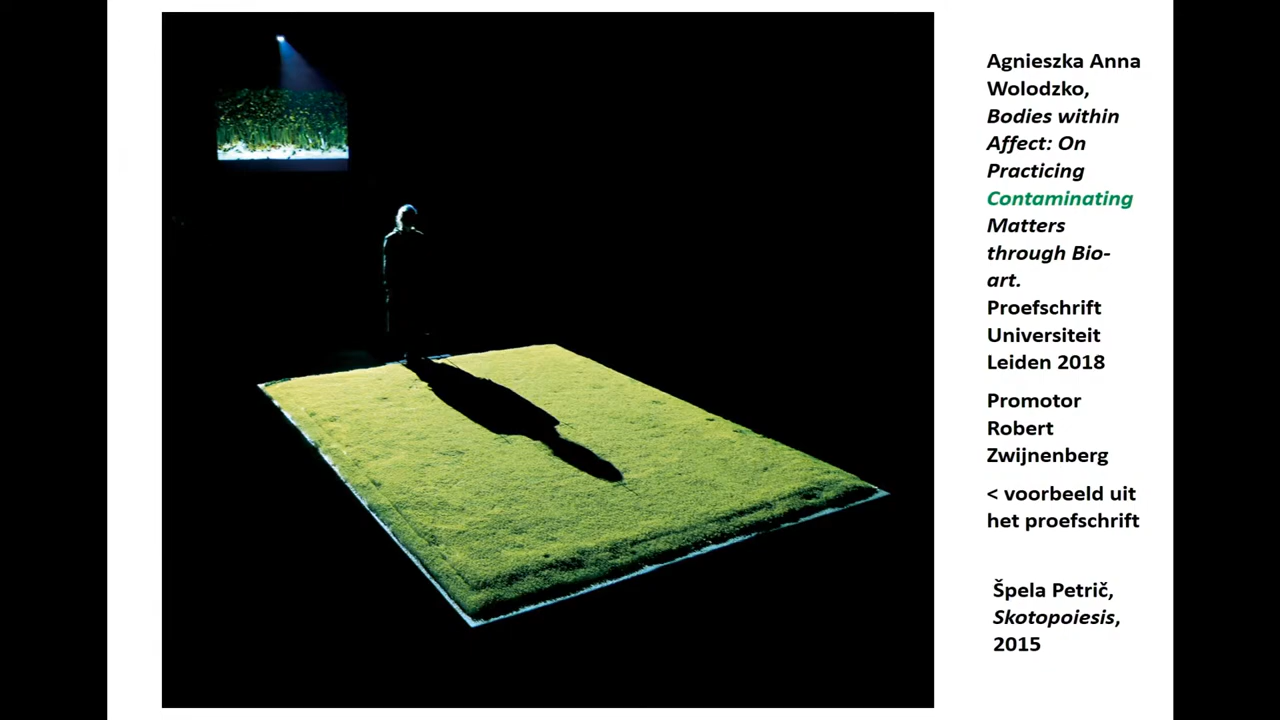 Agnieszka Anna
Wolodzko,
Bodies within
Affect: On
Practicing
Contaminating
Matters
through Bio-
art.
Proefschrift
Universiteit
Leiden 2018
Promotor
Robert
Zwijnenberg
< voorbeeld uit
het proefschrift
Špela Petrič,
Skotopoiesis,
2015